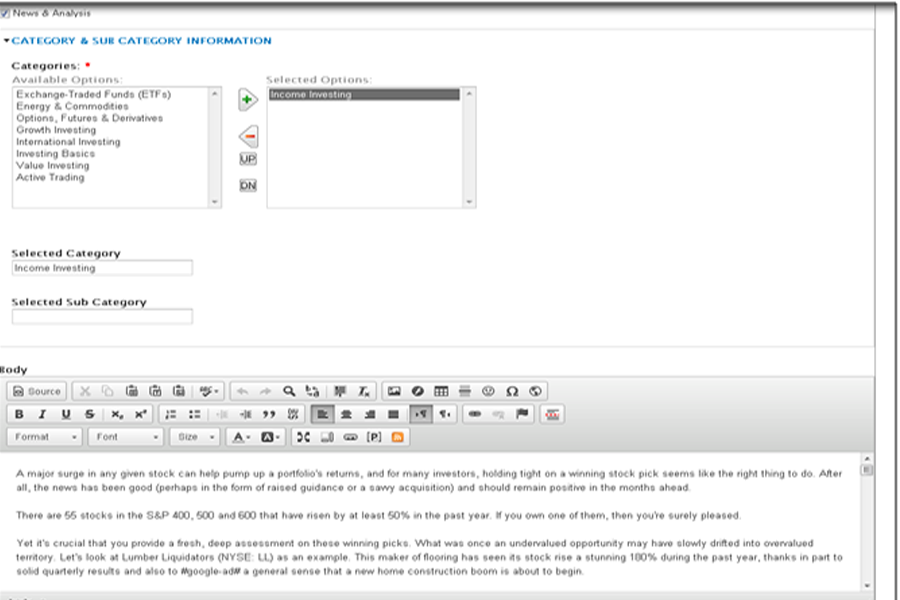 News & Analysis
CATEGORY & SUB CATEGORY INFORMATION
Categories: *
Available Options:
Selected Options:
Exchange-Traded Funds (ETFs)
Energy & Commodities
Options, Futures & Derivatives
Growth Investing
International Investing
Investing Basics
Value Investing
Active Trading
UP
DN
Income Investing
Selected Category
Income Investing
Selected Sub Category
Body
Source
Format Font Size
A major surge in any given stock can help pump up a portfolio's returns, and for many investors, holding tight on a winning stock pick seems like the right thing to do. After
all, the news has been good (perhaps in the form of raised guidance or a savvy acquisition) and should remain positive in the months ahead.
There are 55 stocks in the S&P 400, 500 and 600 that have risen by at least 50% in the past year. If you own one of them, then you're surely pleased.
Yet it's crucial that you provide a fresh, deep assessment on these winning picks. What was once an undervalued opportunity may have slowly drifted into overvalued
territory. Let's look at Lumber Liquidators (NYSE: LL) as an example. This maker of flooring has seen its stock rise a stunning 180% during the past year, thanks in part to
solid quarterly results and also to #google-ad# a general sense that a new home construction boom is about to begin.